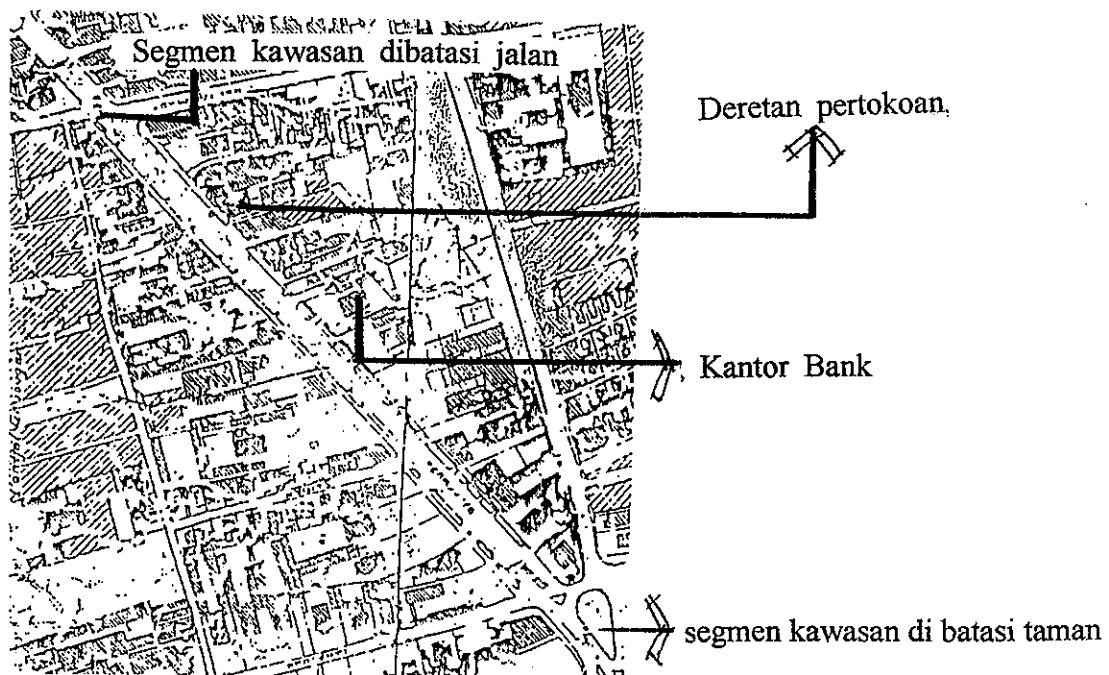 Segmen kawasan dibatasi jalan
Deretan pertokoan,
Kantor Bank
segmen kawasan di batasi taman